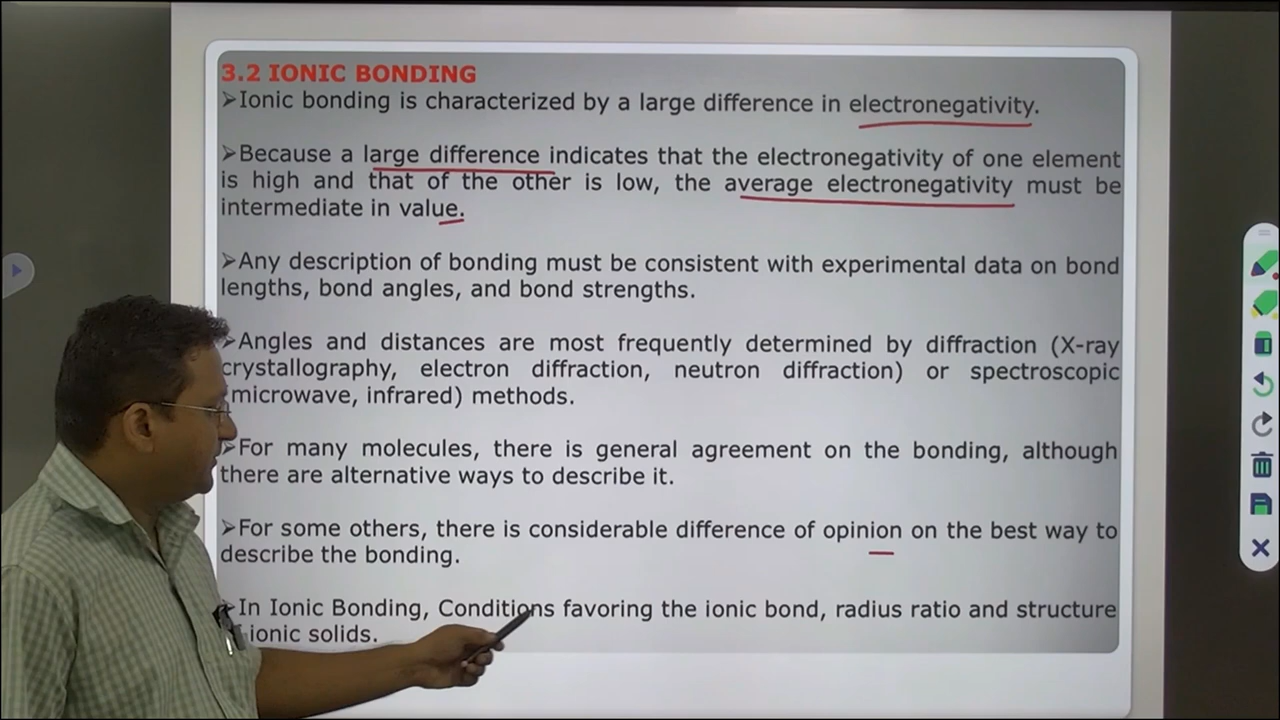 3.2 IONIC BONDING
➢Ionic bonding is characterized by a large difference in electronegativity.
➢Because a large difference indicates that the electronegativity of one element
is high and that of the other is low, the average electronegativity must be
intermediate in value.
➢Any description of bonding must be consistent with experimental data on bond
lengths, bond angles, and bond strengths.
➢Angles and distances are most frequently determined by diffraction (X-ray
crystallography, electron diffraction, neutron diffraction) or spectroscopic
(microwave, infrared) methods.
➢For many molecules, there is general agreement on the bonding, although
there are alternative ways to describe it.
➢For some others, there is considerable difference of opinion on the best way to
describe the bonding.
➢In Ionic Bonding, Conditions favoring the ionic bond, radius ratio and structure
ionic solids.